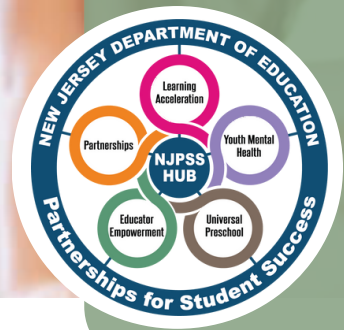 NEW JERSEY DEPARTMENT OF EDUCATION
Learning
Acceleration
Partnerships
Youth Mental
Health
NJPSS
HUB
Educator
Empowerment
Universal
Preschool
Partnerships for Student Success